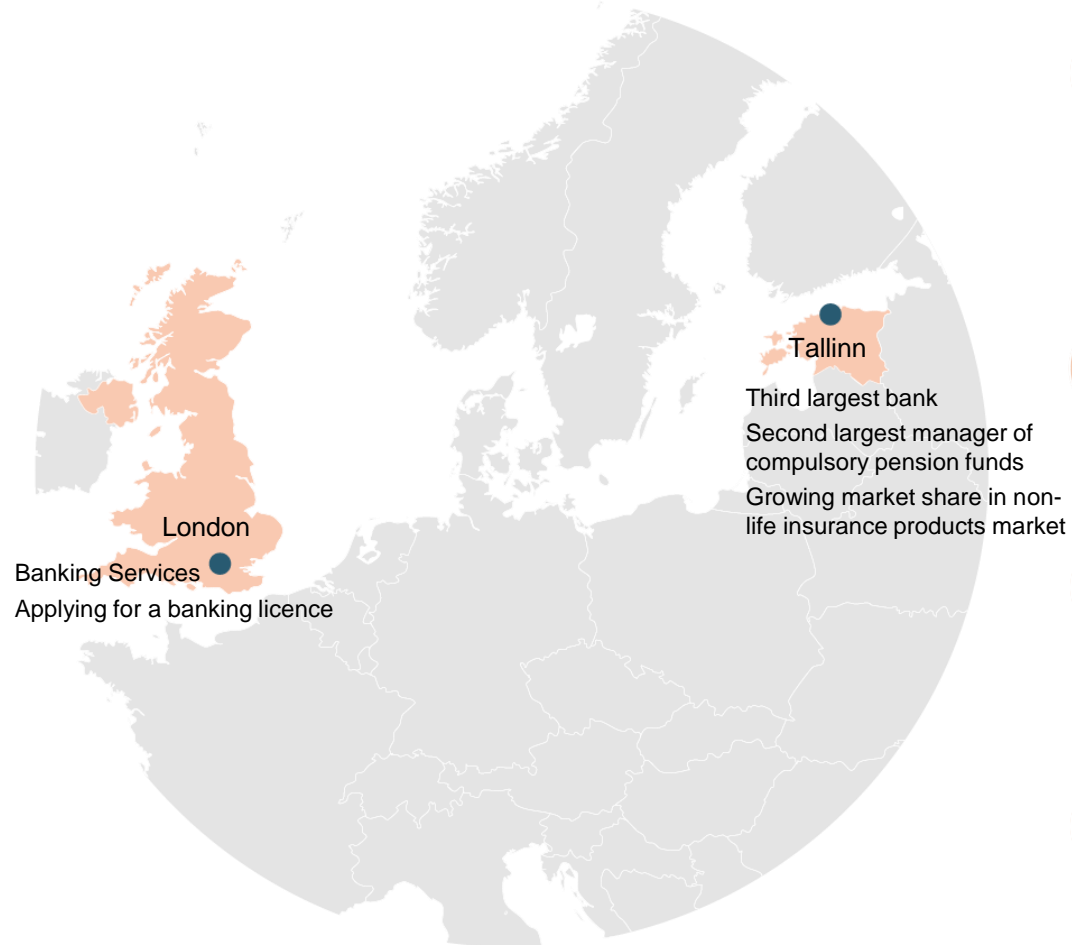 Tallinn
Third largest bank
Second largest manager of
compulsory pension funds
Growing market share in non-
life insurance products market
London
Banking Services
Applying for a banking licence